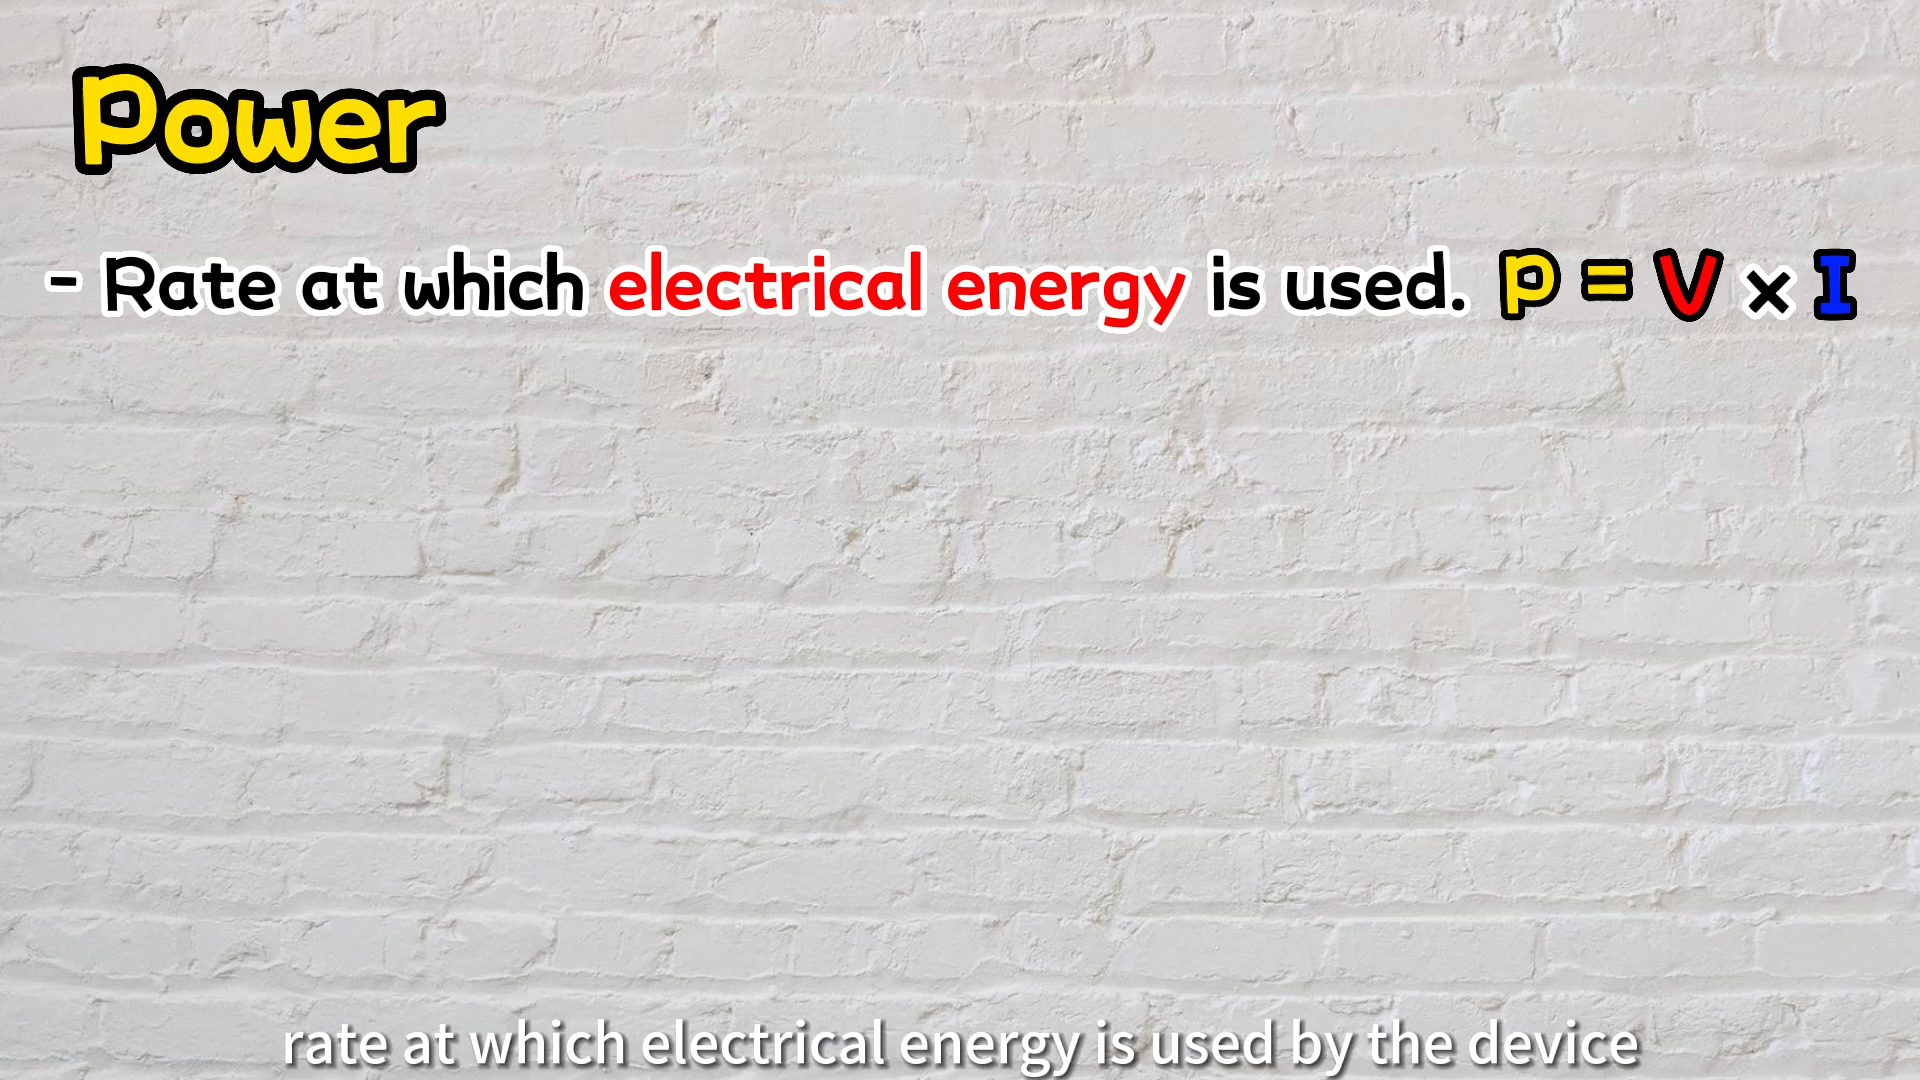 Power
- Rate at which electrical energy is used. P = V × I
rate at which electrical energy is used by the device